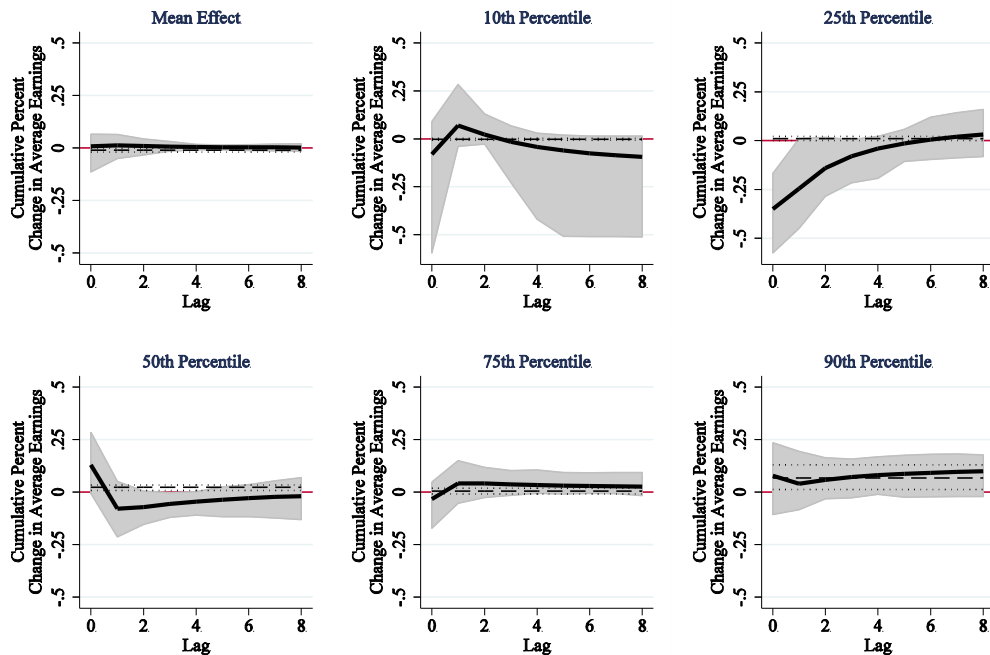 Mean Effect
Cumulative Percent
Change in Average Earnings
.5
.25
0
-.25
-.5
0 2 4 6 8
Lag
10th Percentile
Cumulative Percent
Change in Average Earnings
.5
.25
0
-.25
-.5
0 2 4 6 8
Lag
25th Percentile
Cumulative Percent
Change in Average Earnings
.5
.25
0
-.25
-.5
0 2 4 6 8
Lag
50th Percentile
Cumulative Percent
Change in Average Earnings
.5
.25
0
-.25
-.5
0 2 4 6 8
Lag
75th Percentile
Cumulative Percent
Change in Average Earnings
.5
.25
0
-.25
-.5
0 2 4 6 8
Lag
90th Percentile
Cumulative Percent
Change in Average Earnings
.5
.25
0
-.25
-.5
0 2 4 6 8
Lag